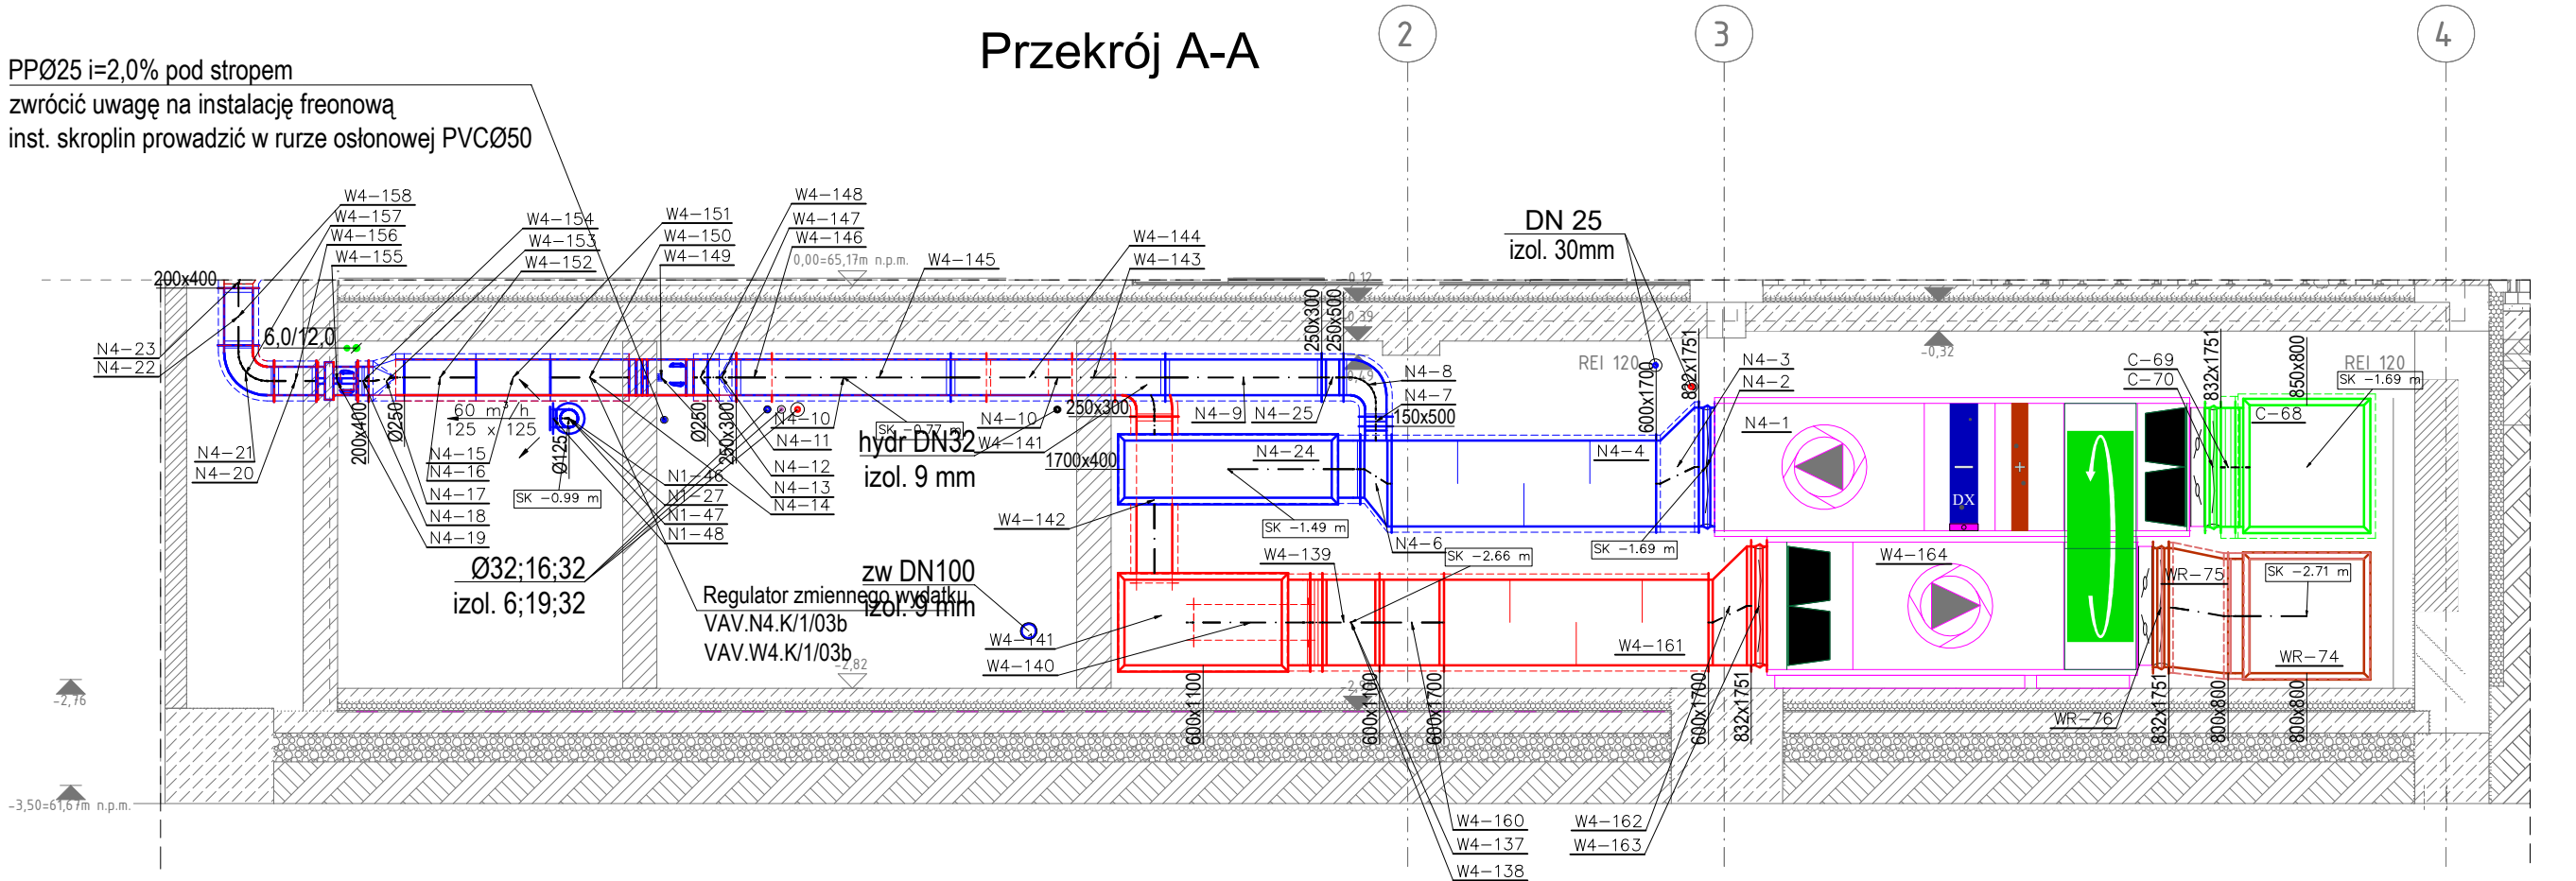 Przekrój A-A
2
3
4
PPØ25 i=2,0% pod stropem
zwrócić uwagę na instalację freonową
inst. skroplin prowadzić w rurze osłonowej PVCØ50
W4-158
W4-157
W4-156
W4-155
W4-154
W4-153
W4-152
W4-151
W4-150
W4-149
W4-148
W4-147
W4-146
W4-145
W4-144
W4-143
0,00=65,17m n.p.m.
DN 25
izol. 30mm
200x400
6,0/12,0
N4-23
N4-22
N4-21
N4-20
200x400
Ø250
60 m³/h
125 x 125
N4-15
N4-16
N4-17
N4-18
N4-19
Ø125
SK -0.99 m
N1-46
N1-27
N1-47
N1-48
Ø250
250x300
N4-10
N4-11
N4-12
N4-13
N4-14
SK -0.77 m
hydr DN32
izol. 9 mm
N4-10
W4-141
250x300
1700x400
N4-9
N4-25
250x300
250x500
-0,32
N4-8
N4-7
150x500
N4-24
W4-142
SK -1.49 m
N4-6
N4-4
REI 120
600x1700
832x1751
N4-3
N4-2
N4-1
SK -1.69 m
DX
C-69
C-70
832x1751
850x800
REI 120
SK -1.69 m
C-68
Ø32;16;32
izol. 6;19;32
Regulator zmiennego wydatku
VAV.N4.K/1/03b
VAV.W4.K/1/03b
zw DN100
izol. 9 mm
-2,82
W4-141
W4-140
W4-139
SK -2.66 m
W4-161
W4-164
WR-75
SK -2.71 m
WR-74
WR-76
600x1100
600x1100
600x1700
600x1700
832x1751
832x1751
800x800
800x800
-2,76
-3,50=61,67m n.p.m.
W4-160
W4-137
W4-138
W4-162
W4-163